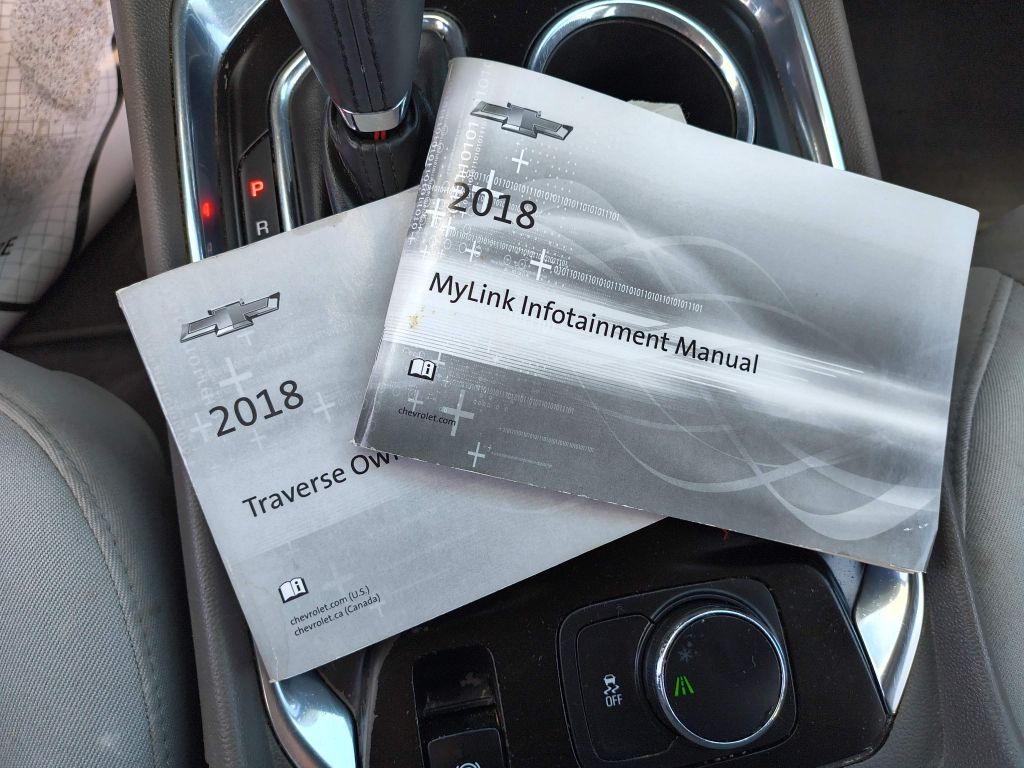 P
R
2018
MyLink Infotainment Manual
chevrolet.com
2018
Traverse Ow
chevrolet.com (U.S.)
chevrolet.ca (Canada)
OFF